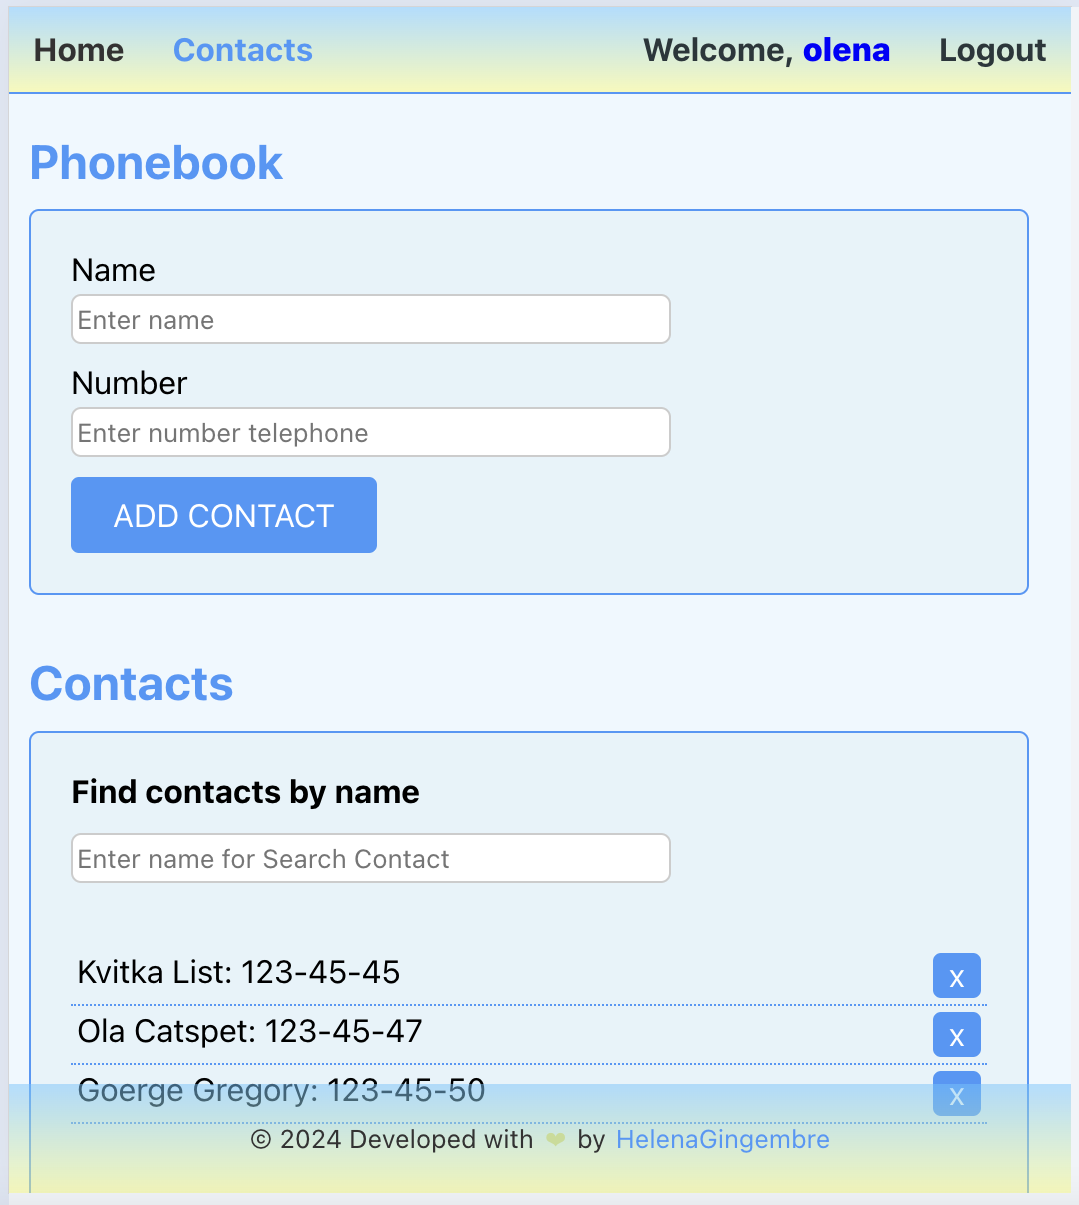 Home Contacts Welcome, olena Logout
Phonebook
Name
Enter name
Number
Enter number telephone
ADD CONTACT
Contacts
Find contacts by name
Enter name for Search Contact
Kvitka List: 123-45-45 x
Ola Catspet: 123-45-47 x
Goerge Gregory: 123-45-50 x
© 2024 Developed with ❤ by HelenaGingembre